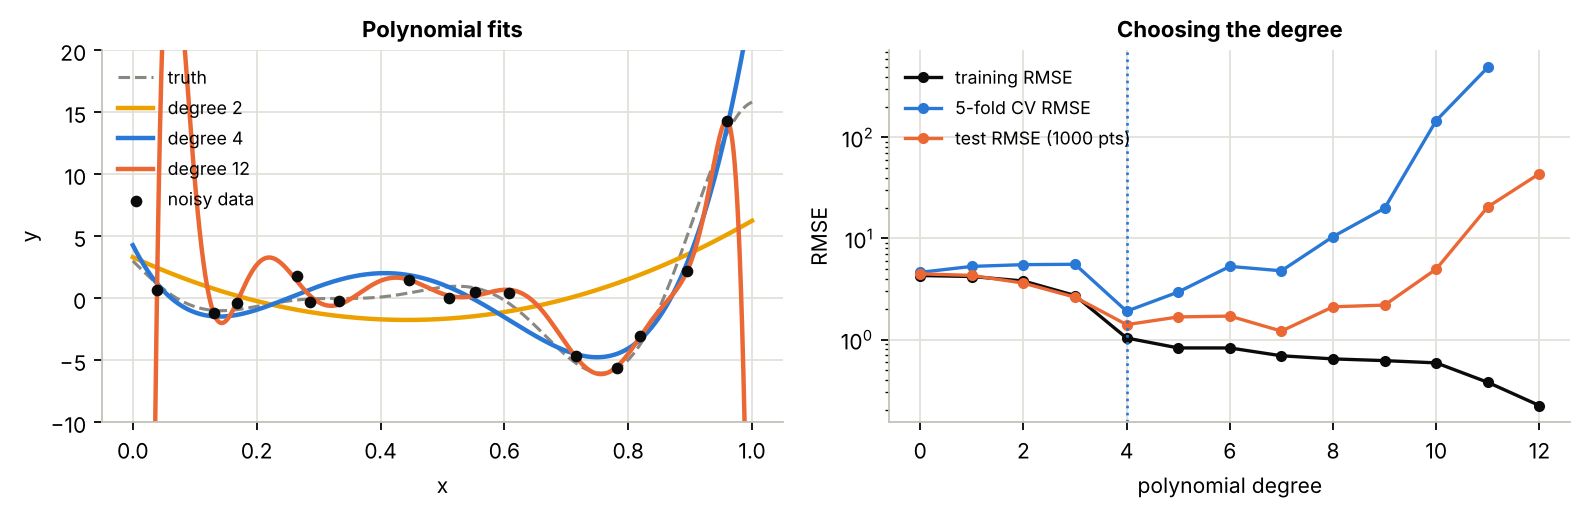 Polynomial fits
20
15
10
5
0
−5
−10
y
truth
degree 2
degree 4
degree 12
noisy data
0.0 0.2 0.4 0.6 0.8 1.0
x
Choosing the degree
RMSE
10²
10¹
10⁰
training RMSE
5-fold CV RMSE
test RMSE (1000 pts)
0 2 4 6 8 10 12
polynomial degree